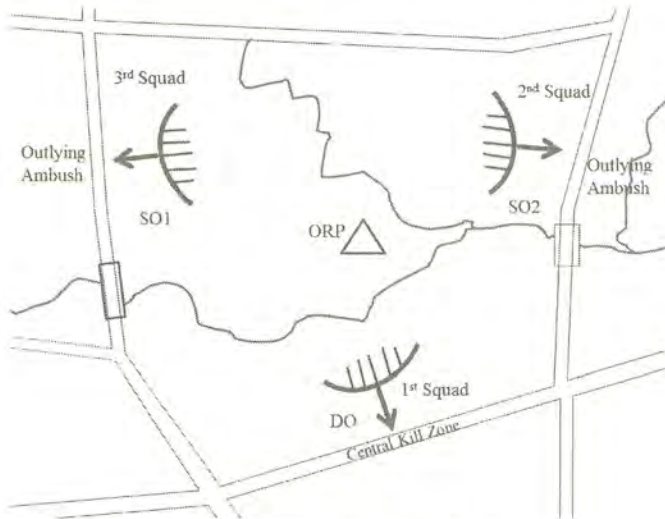 3rd Squad
2nd Squad
Outlying
Ambush
Outlying
Ambush
SO1
SO2
ORP
1st Squad
DO
Central Kill Zone